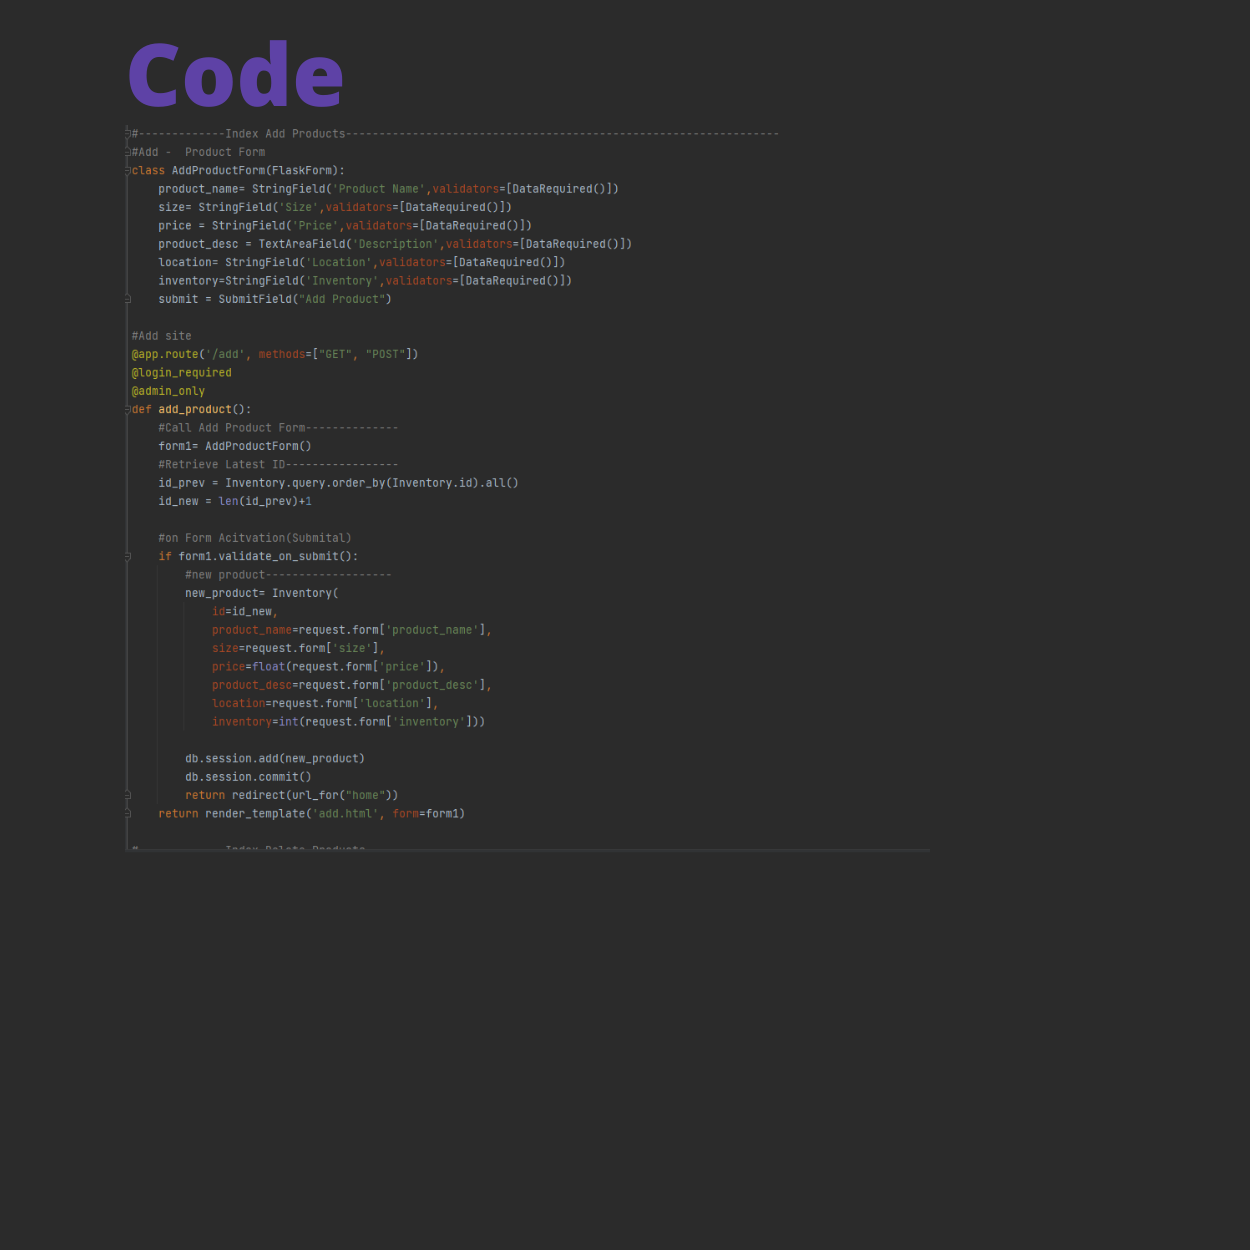 Code
#-------------Index Add Products-----------------------------------------------------------------
#Add -  Product Form
class AddProductForm(FlaskForm):
    product_name= StringField('Product Name',validators=[DataRequired()])
    size= StringField('Size',validators=[DataRequired()])
    price = StringField('Price',validators=[DataRequired()])
    product_desc = TextAreaField('Description',validators=[DataRequired()])
    location= StringField('Location',validators=[DataRequired()])
    inventory=StringField('Inventory',validators=[DataRequired()])
    submit = SubmitField("Add Product")
#Add site
@app.route('/add', methods=["GET", "POST"])
@login_required
@admin_only
def add_product():
    #Call Add Product Form--------------
    form1= AddProductForm()
    #Retrieve Latest ID-----------------
    id_prev = Inventory.query.order_by(Inventory.id).all()
    id_new = len(id_prev)+1
    #on Form Acitvation(Submital)
    if form1.validate_on_submit():
        #new product-------------------
        new_product= Inventory(
            id=id_new,
            product_name=request.form['product_name'],
            size=request.form['size'],
            price=float(request.form['price']),
            product_desc=request.form['product_desc'],
            location=request.form['location'],
            inventory=int(request.form['inventory']))
        db.session.add(new_product)
        db.session.commit()
        return redirect(url_for("home"))
    return render_template('add.html', form=form1)
#             Index Delete Products